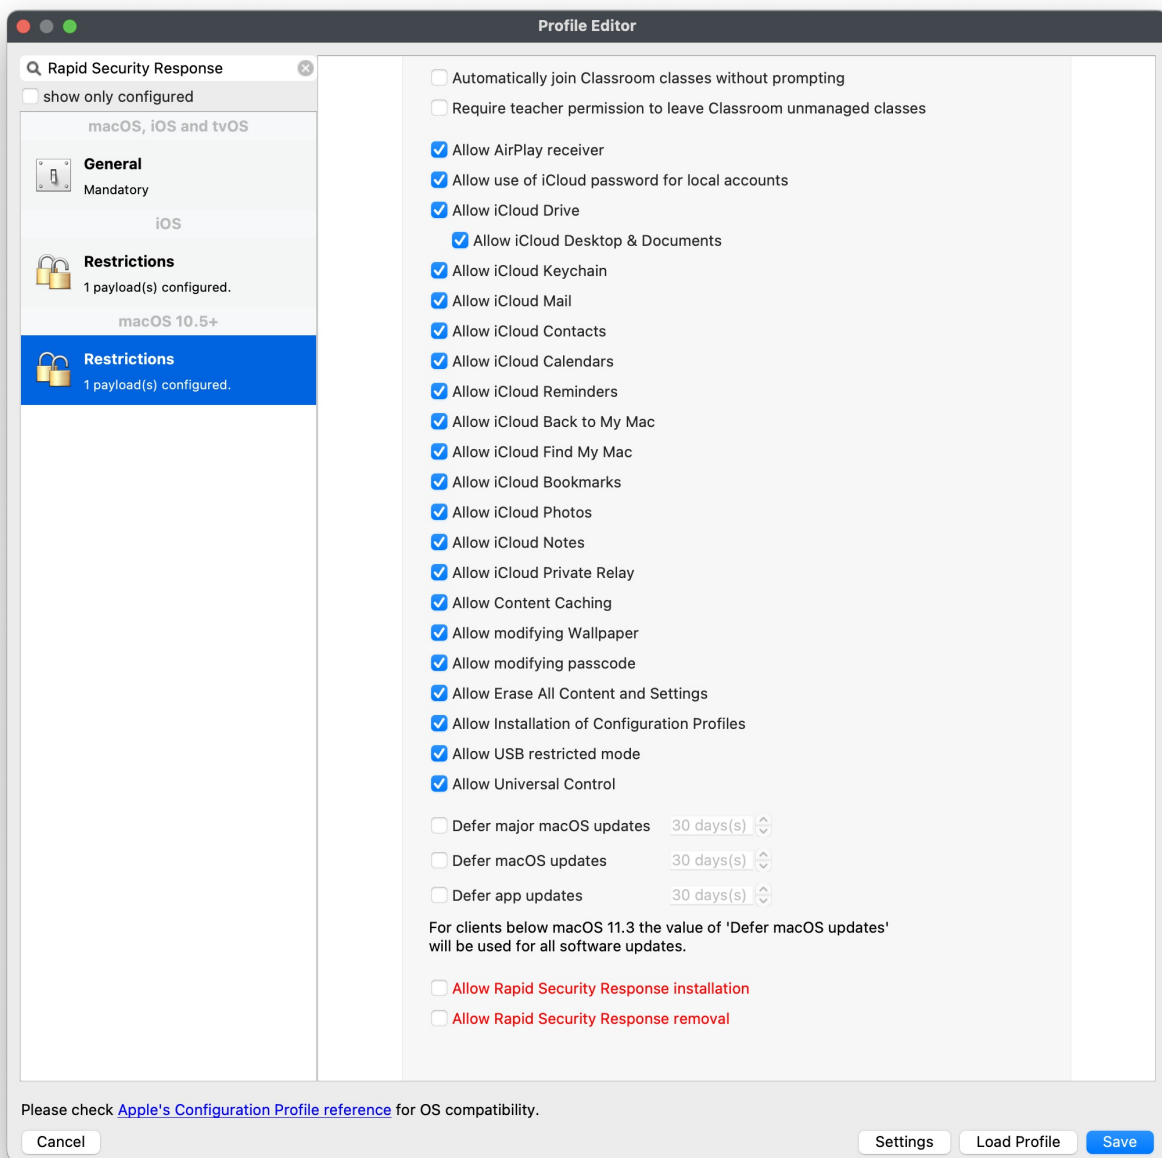 Profile Editor
Rapid Security Response
show only configured
macOS, iOS and tvOS
General
Mandatory
iOS
Restrictions
1 payload(s) configured.
macOS 10.5+
Restrictions
1 payload(s) configured.
Automatically join Classroom classes without prompting
Require teacher permission to leave Classroom unmanaged classes
Allow AirPlay receiver
Allow use of iCloud password for local accounts
Allow iCloud Drive
Allow iCloud Desktop & Documents
Allow iCloud Keychain
Allow iCloud Mail
Allow iCloud Contacts
Allow iCloud Calendars
Allow iCloud Reminders
Allow iCloud Back to My Mac
Allow iCloud Find My Mac
Allow iCloud Bookmarks
Allow iCloud Photos
Allow iCloud Notes
Allow iCloud Private Relay
Allow Content Caching
Allow modifying Wallpaper
Allow modifying passcode
Allow Erase All Content and Settings
Allow Installation of Configuration Profiles
Allow USB restricted mode
Allow Universal Control
Defer major macOS updates 30 days(s)
Defer macOS updates 30 days(s)
Defer app updates 30 days(s)
For clients below macOS 11.3 the value of 'Defer macOS updates'
will be used for all software updates.
Allow Rapid Security Response installation
Allow Rapid Security Response removal
Please check Apple's Configuration Profile reference for OS compatibility.
Cancel Settings Load Profile Save